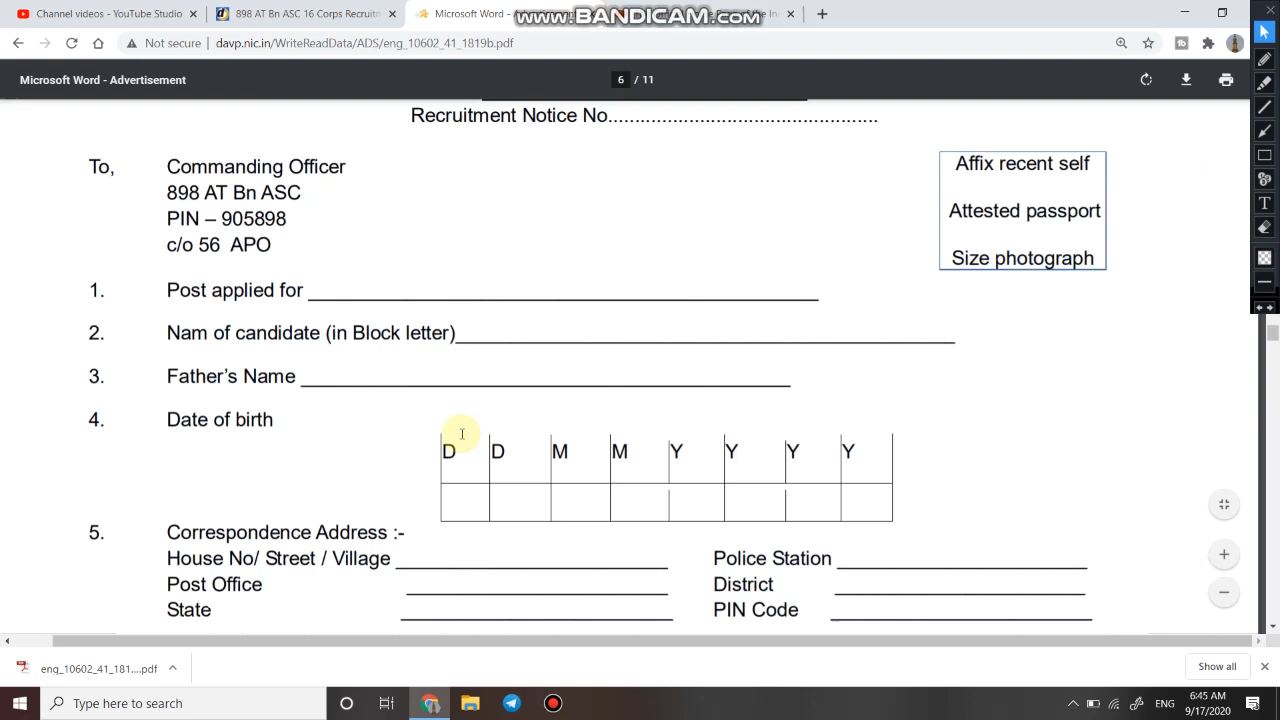 Channel videos - YouTube Studio
898 AT Bn ASC 16 Corps Recruitm
Microsoft Word - Adver
www.BANDICAM.com
Not secure
davp.nic.in/WriteReadData/ADS/eng_10602_41_1819b.pdf
Microsoft Word - Advertisement
6 / 11
Recruitment Notice No................................................
To,
Commanding Officer
898 AT Bn ASC
PIN – 905898
c/o 56 APO
Affix recent self
Attested passport
Size photograph
1. Post applied for
2. Nam of candidate (in Block letter)
3. Father's Name
4. Date of birth
D D M M Y Y Y Y
5. Correspondence Address :-
House No/ Street / Village Police Station
Post Office District
State PIN Code
eng_10602_41_181....pdf
Show all
Type here to search
ENG
6:45 AM
9/17/2020